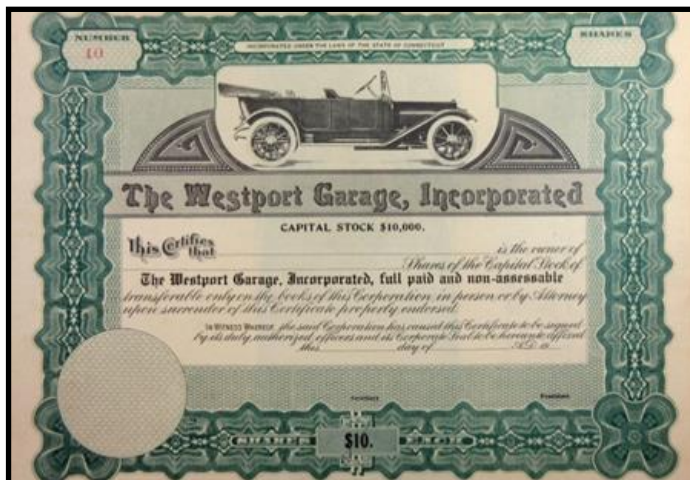 NUMBER
10
INCORPORATED UNDER THE LAWS OF THE STATE OF CONNECTICUT
SHARES
The Westport Garage, Incorporated
CAPITAL STOCK $10,000.
This Certifies that
is the owner of
Shares of the Capital Stock of
The Westport Garage, Incorporated, full paid and non-assessable
transferable only on the books of this Corporation in person or by Attorney
upon surrender of this Certificate properly endorsed.
IN WITNESS WHEREOF, the said Corporation has caused this Certificate to be signed
by its duly authorized officers and its Corporate Seal to be hereunto affixed
this day of A.D. 19
President
SHARES $10. EACH